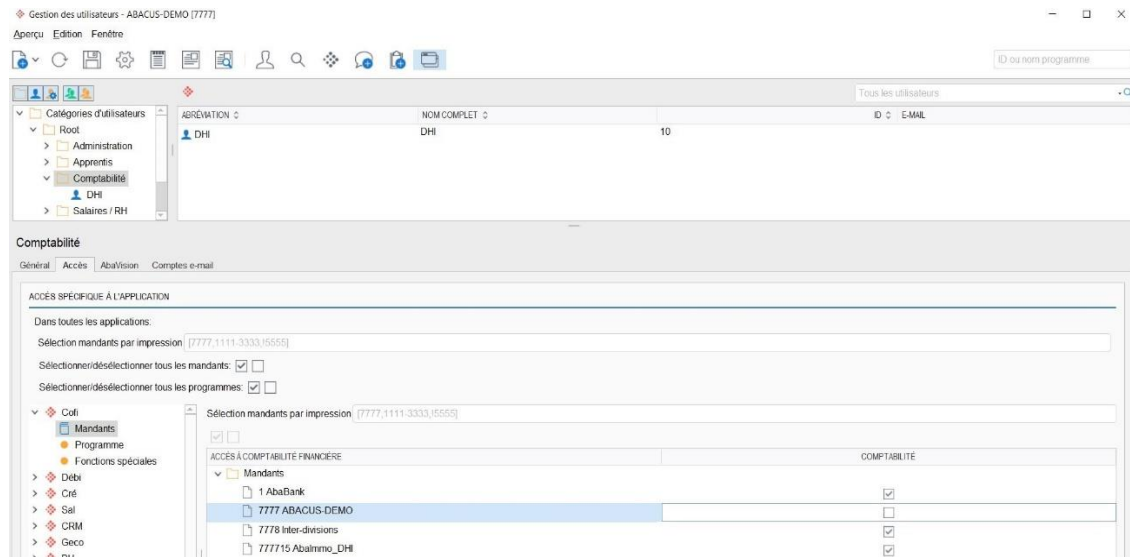 Gestion des utilisateurs - ABACUS-DEMO [7777]
Aperçu Edition Fenêtre
ID ou nom programme
Tous les utilisateurs
Catégories d'utilisateurs
Root
Administration
Apprentis
Comptabilité
DHI
Salaires / RH
ABRÉVIATION NOM COMPLET ID E-MAIL
DHI DHI 10
Comptabilité
Général Accès AbaVision Comptes e-mail
ACCÈS SPÉCIFIQUE À L'APPLICATION
Dans toutes les applications:
Sélection mandants par impression [7777,1111-3333,!5555]
Sélectionner/désélectionner tous les mandants:
Sélectionner/désélectionner tous les programmes:
Cofi
Mandants
Programme
Fonctions spéciales
Débi
Cré
Sal
CRM
Geco
Sélection mandants par impression [7777,1111-3333,!5555]
ACCÈS À COMPTABILITÉ FINANCIÈRE COMPTABILITÉ
Mandants
1 AbaBank
7777 ABACUS-DEMO
7778 Inter-divisions
777715 AbaImmo_DHI